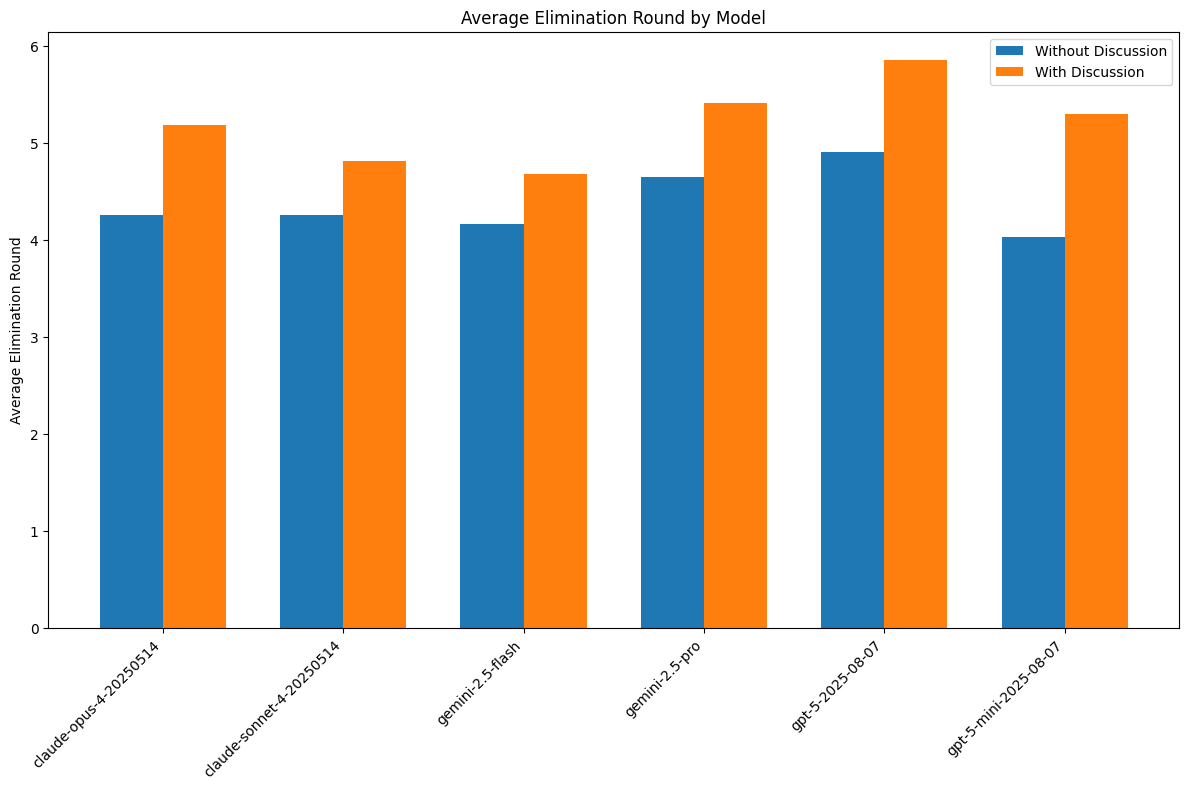 Average Elimination Round by Model
Without Discussion
With Discussion
Average Elimination Round
6
5
4
3
2
1
0
claude-opus-4-20250514
claude-sonnet-4-20250514
gemini-2.5-flash
gemini-2.5-pro
gpt-5-2025-08-07
gpt-5-mini-2025-08-07